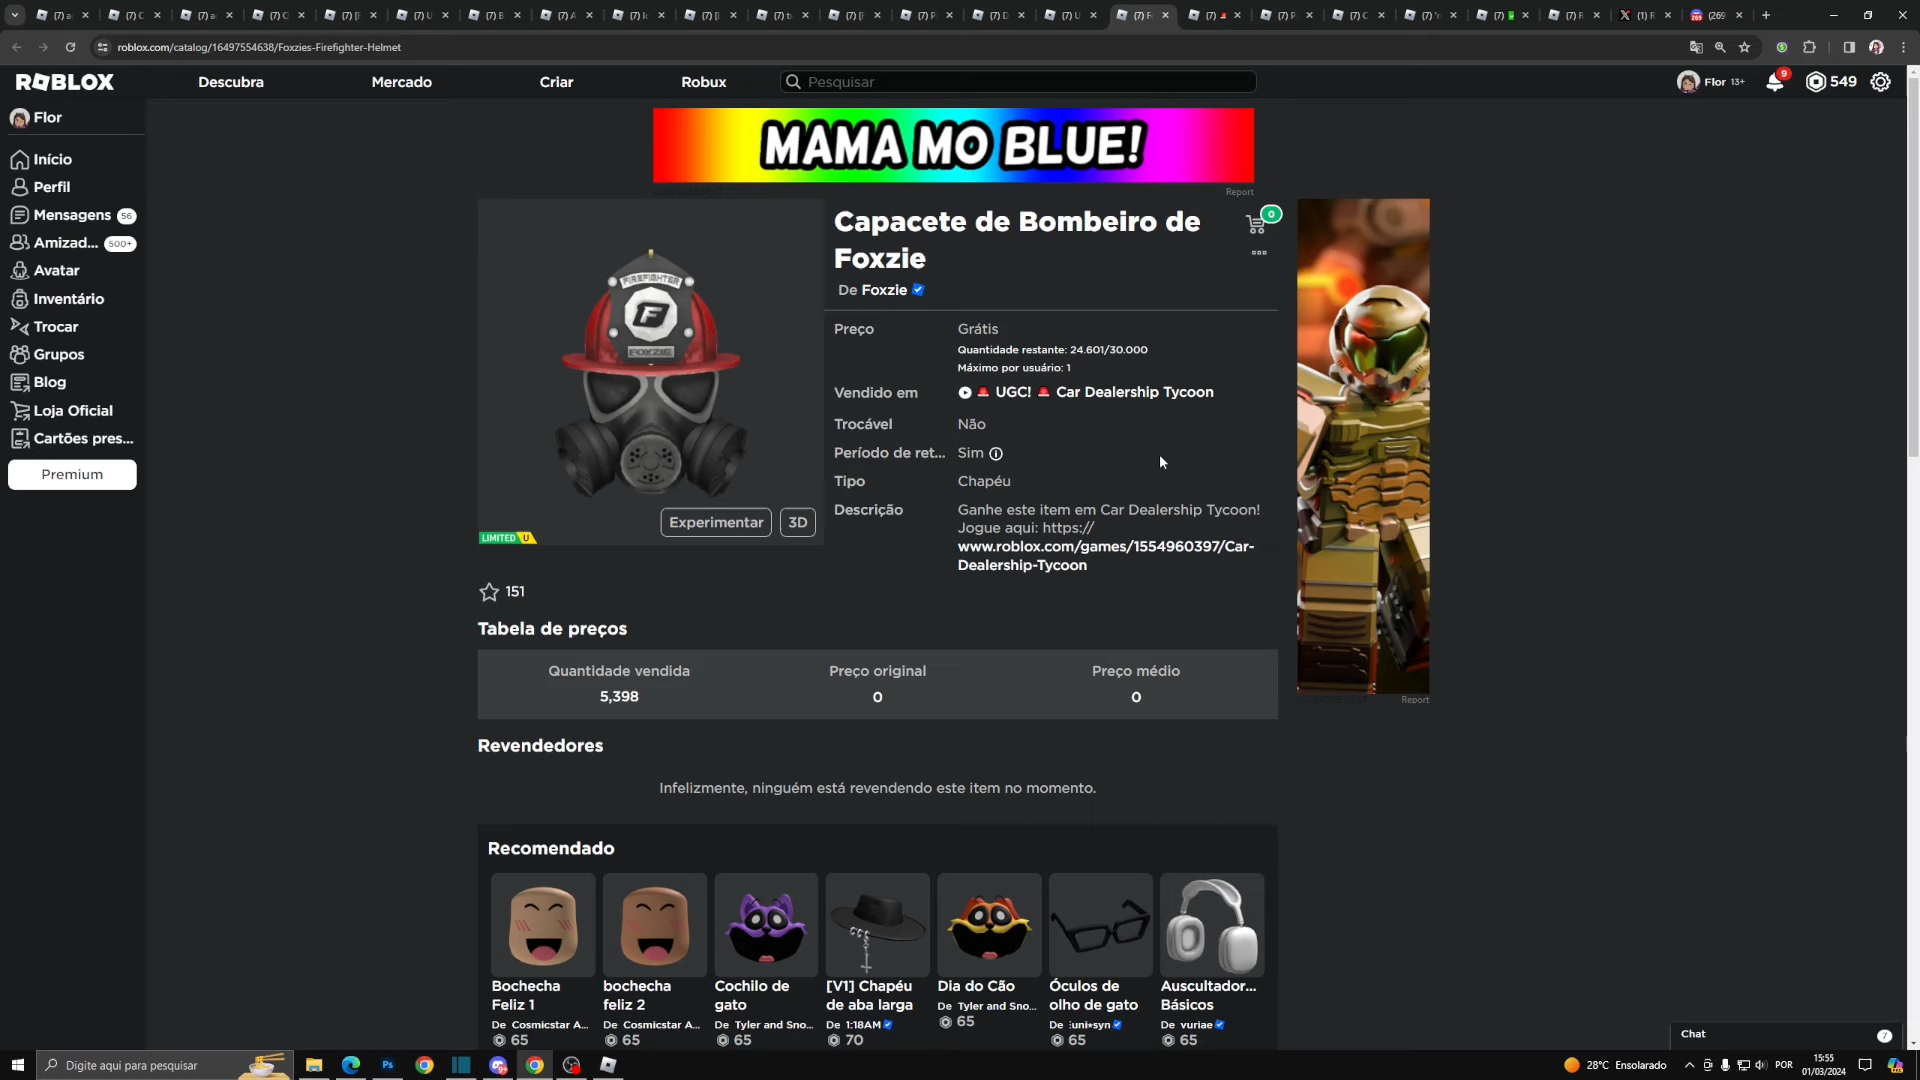 roblox.com/catalog/16497554638/Foxzies-Firefighter-Helmet
ROBLOX
Descubra
Mercado
Criar
Robux
Pesquisar
Flor 13+
9
549
Flor
Início
Perfil
Mensagens 56
Amizad... 500+
Avatar
Inventário
Trocar
Grupos
Blog
Loja Oficial
Cartões pres...
Premium
MAMA MO BLUE!
Report
FIREFIGHTER
F
FOXZIE
Experimentar
3D
LIMITED U
151
Capacete de Bombeiro de
Foxzie
0
De Foxzie
Preço Grátis
Quantidade restante: 24.601/30.000
Máximo por usuário: 1
Vendido em UGC! Car Dealership Tycoon
Trocável Não
Período de ret... Sim
Tipo Chapéu
Descrição Ganhe este item em Car Dealership Tycoon!
Jogue aqui: https://
www.roblox.com/games/1554960397/Car-
Dealership-Tycoon
Report
Tabela de preços
Quantidade vendida Preço original Preço médio
5,398 0 0
Revendedores
Infelizmente, ninguém está revendendo este item no momento.
Recomendado
Bochecha
Feliz 1
De Cosmicstar A...
65
bochecha
feliz 2
De Cosmicstar A...
65
Cochilo de
gato
De Tyler and Sno...
65
[V1] Chapéu
de aba larga
De 1:18AM
70
Dia do Cão
De Tyler and Sno...
65
Óculos de
olho de gato
65
Auscultador...
Básicos
De vuriae
65
Chat 7
Digite aqui para pesquisar
Ps
28°C Ensolarado
POR
15:55
01/03/2024